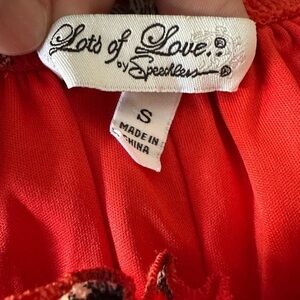 Lots of Love.®
by Speechless®
S
MADE IN
CHINA